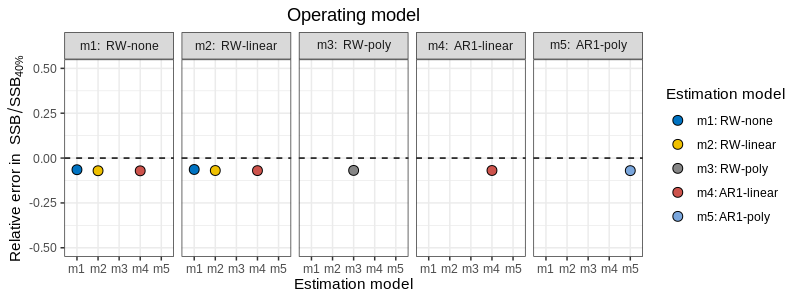 Operating model
m1: RW-none
m2: RW-linear
m3: RW-poly
m4: AR1-linear
m5: AR1-poly
Relative error in SSB/SSB40%
0.50
0.25
0.00
-0.25
-0.50
m1 m2 m3 m4 m5
m1 m2 m3 m4 m5
m1 m2 m3 m4 m5
m1 m2 m3 m4 m5
m1 m2 m3 m4 m5
Estimation model
Estimation model
m1: RW-none
m2: RW-linear
m3: RW-poly
m4: AR1-linear
m5: AR1-poly